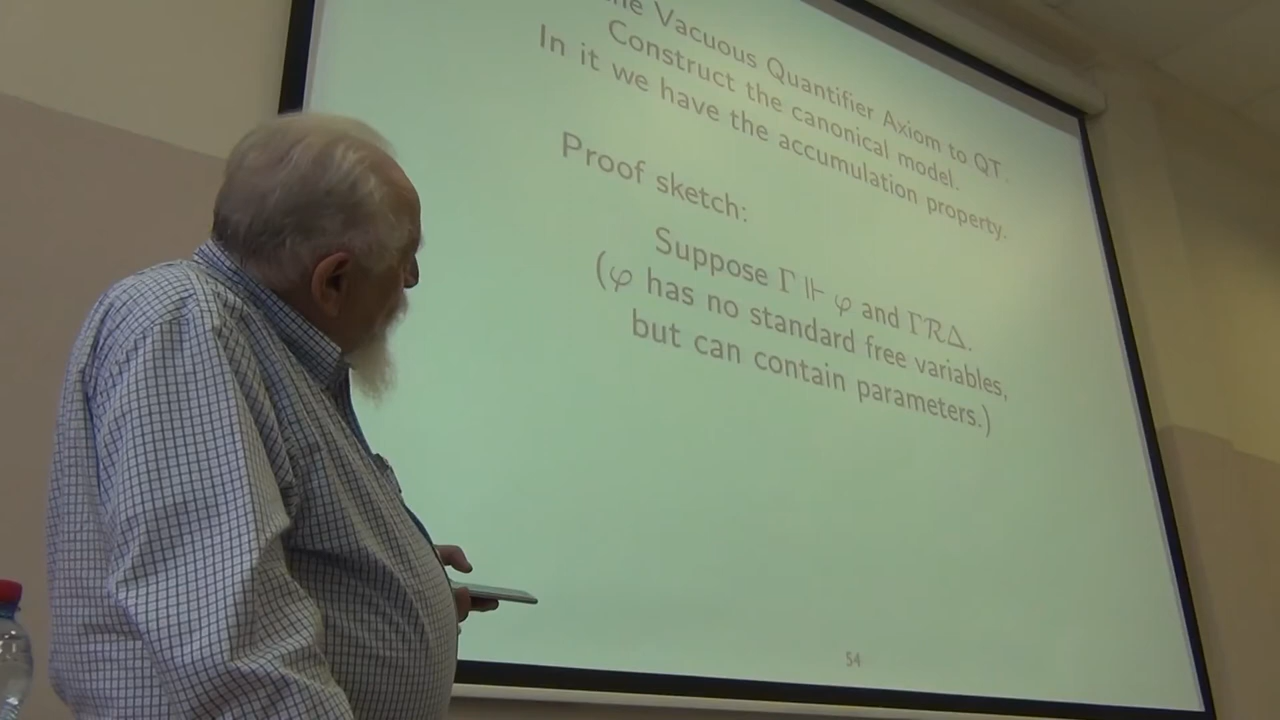 Vacuous Quantifier Axiom to QT.
Construct the canonical model.
In it we have the accumulation property.
Proof sketch:
Suppose Γ ⊩ φ and ΓℛΔ.
(φ has no standard free variables,
but can contain parameters.)
54